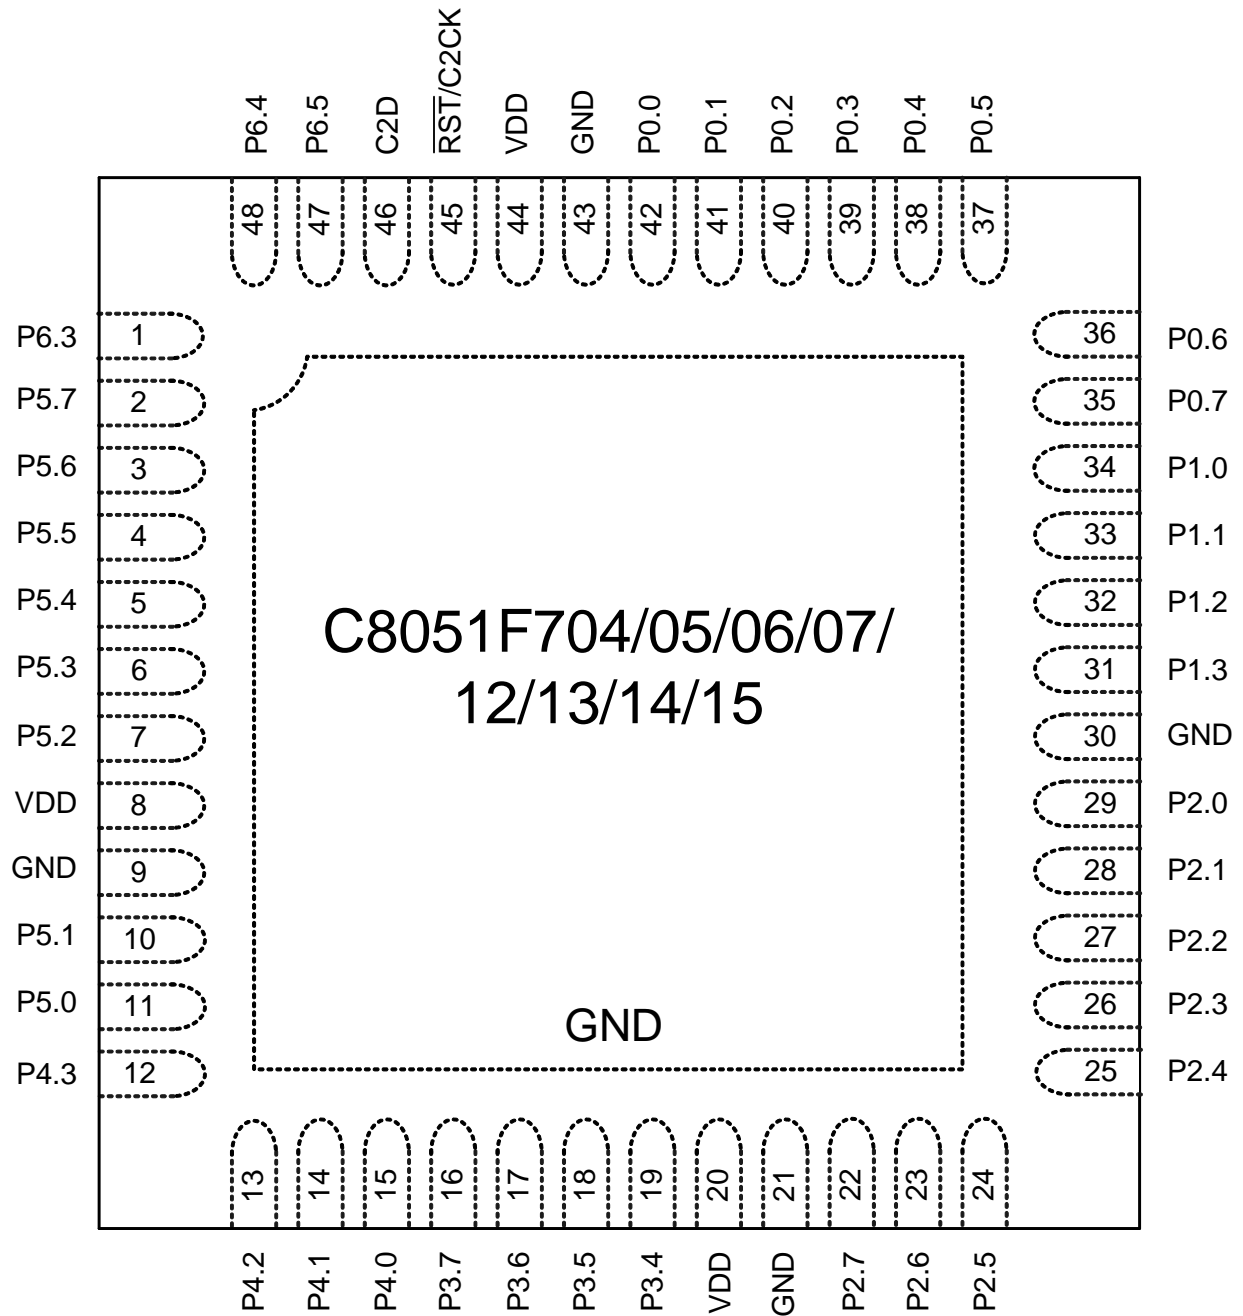 P6.4
P6.5
C2D
RST/C2CK
VDD
GND
P0.0
P0.1
P0.2
P0.3
P0.4
P0.5
48
47
46
45
44
43
42
41
40
39
38
37
P6.3 1
P5.7 2
P5.6 3
P5.5 4
P5.4 5
P5.3 6
P5.2 7
VDD 8
GND 9
P5.1 10
P5.0 11
P4.3 12
C8051F704/05/06/07/
12/13/14/15
GND
36 P0.6
35 P0.7
34 P1.0
33 P1.1
32 P1.2
31 P1.3
30 GND
29 P2.0
28 P2.1
27 P2.2
26 P2.3
25 P2.4
13
14
15
16
17
18
19
20
21
22
23
24
P4.2
P4.1
P4.0
P3.7
P3.6
P3.5
P3.4
VDD
GND
P2.7
P2.6
P2.5